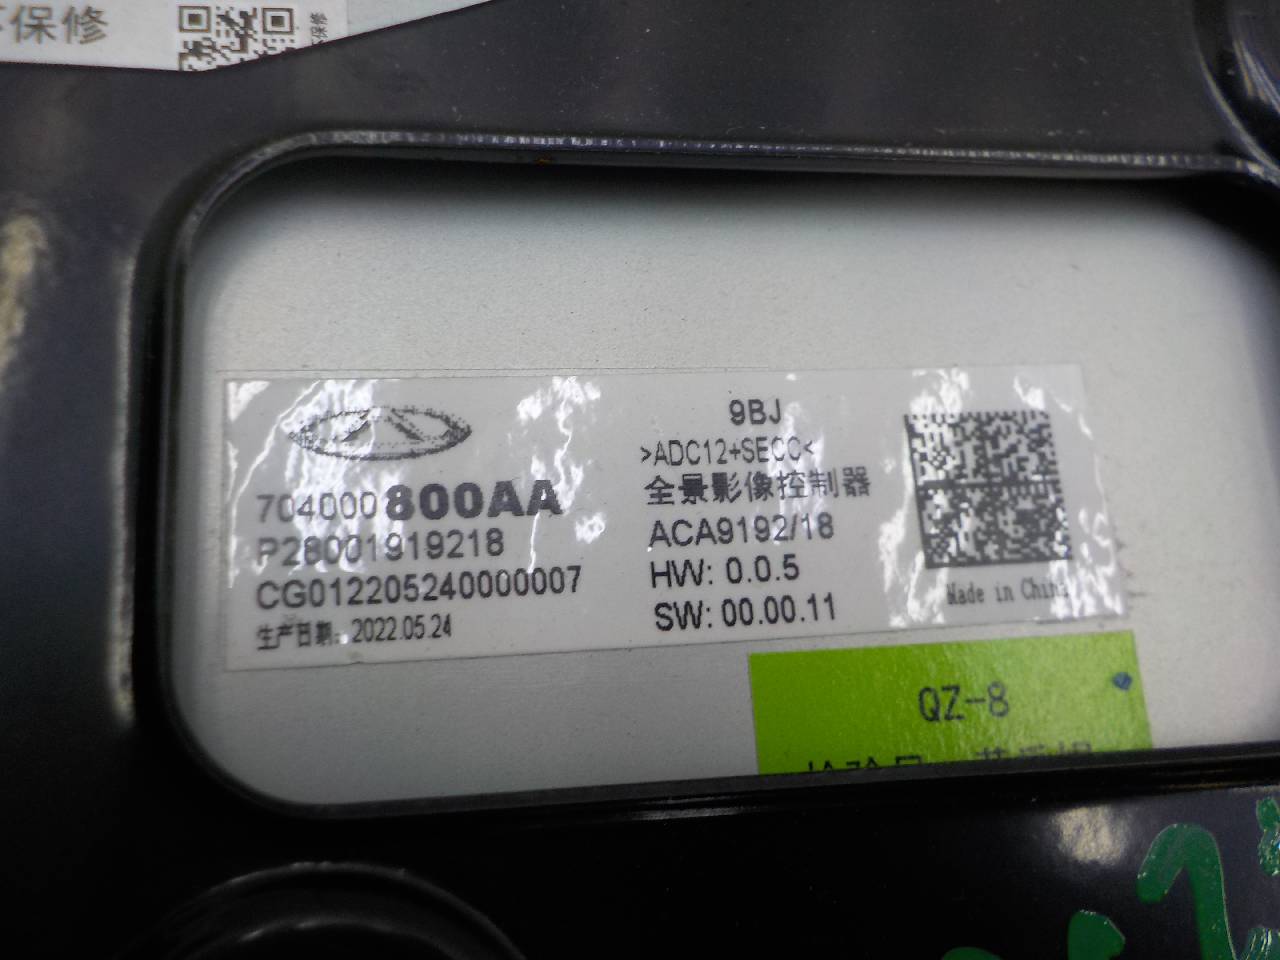 保修
9BJ
>ADC12+SECC<
704000800AA
全景影像控制器
P28001919218
ACA9192/18
CG012205240000007
HW: 0.0.5
生产日期: 2022.05.24
SW: 00.00.11
Made in China
QZ-8